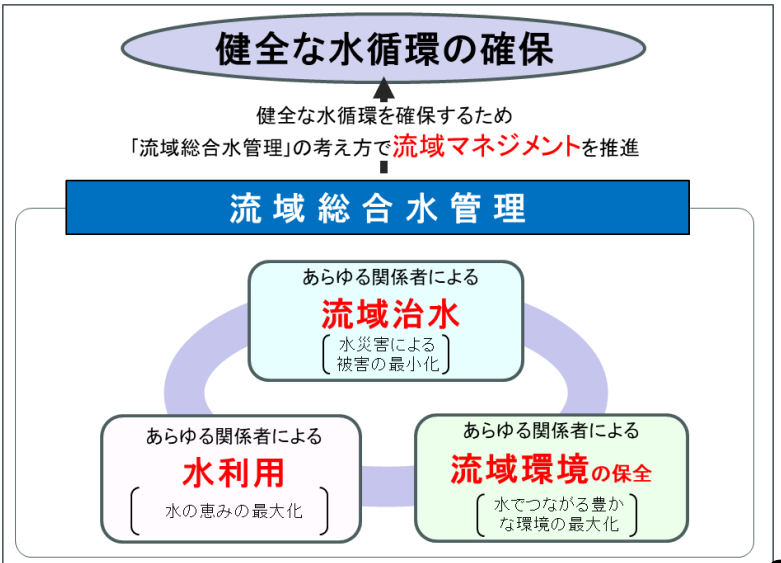 健全な水循環の確保
健全な水循環を確保するため
「流域総合水管理」の考え方で流域マネジメントを推進
流域総合水管理
あらゆる関係者による
流域治水
水災害による
被害の最小化
あらゆる関係者による
水利用
水の恵みの最大化
あらゆる関係者による
流域環境の保全
水でつながる豊か
な環境の最大化